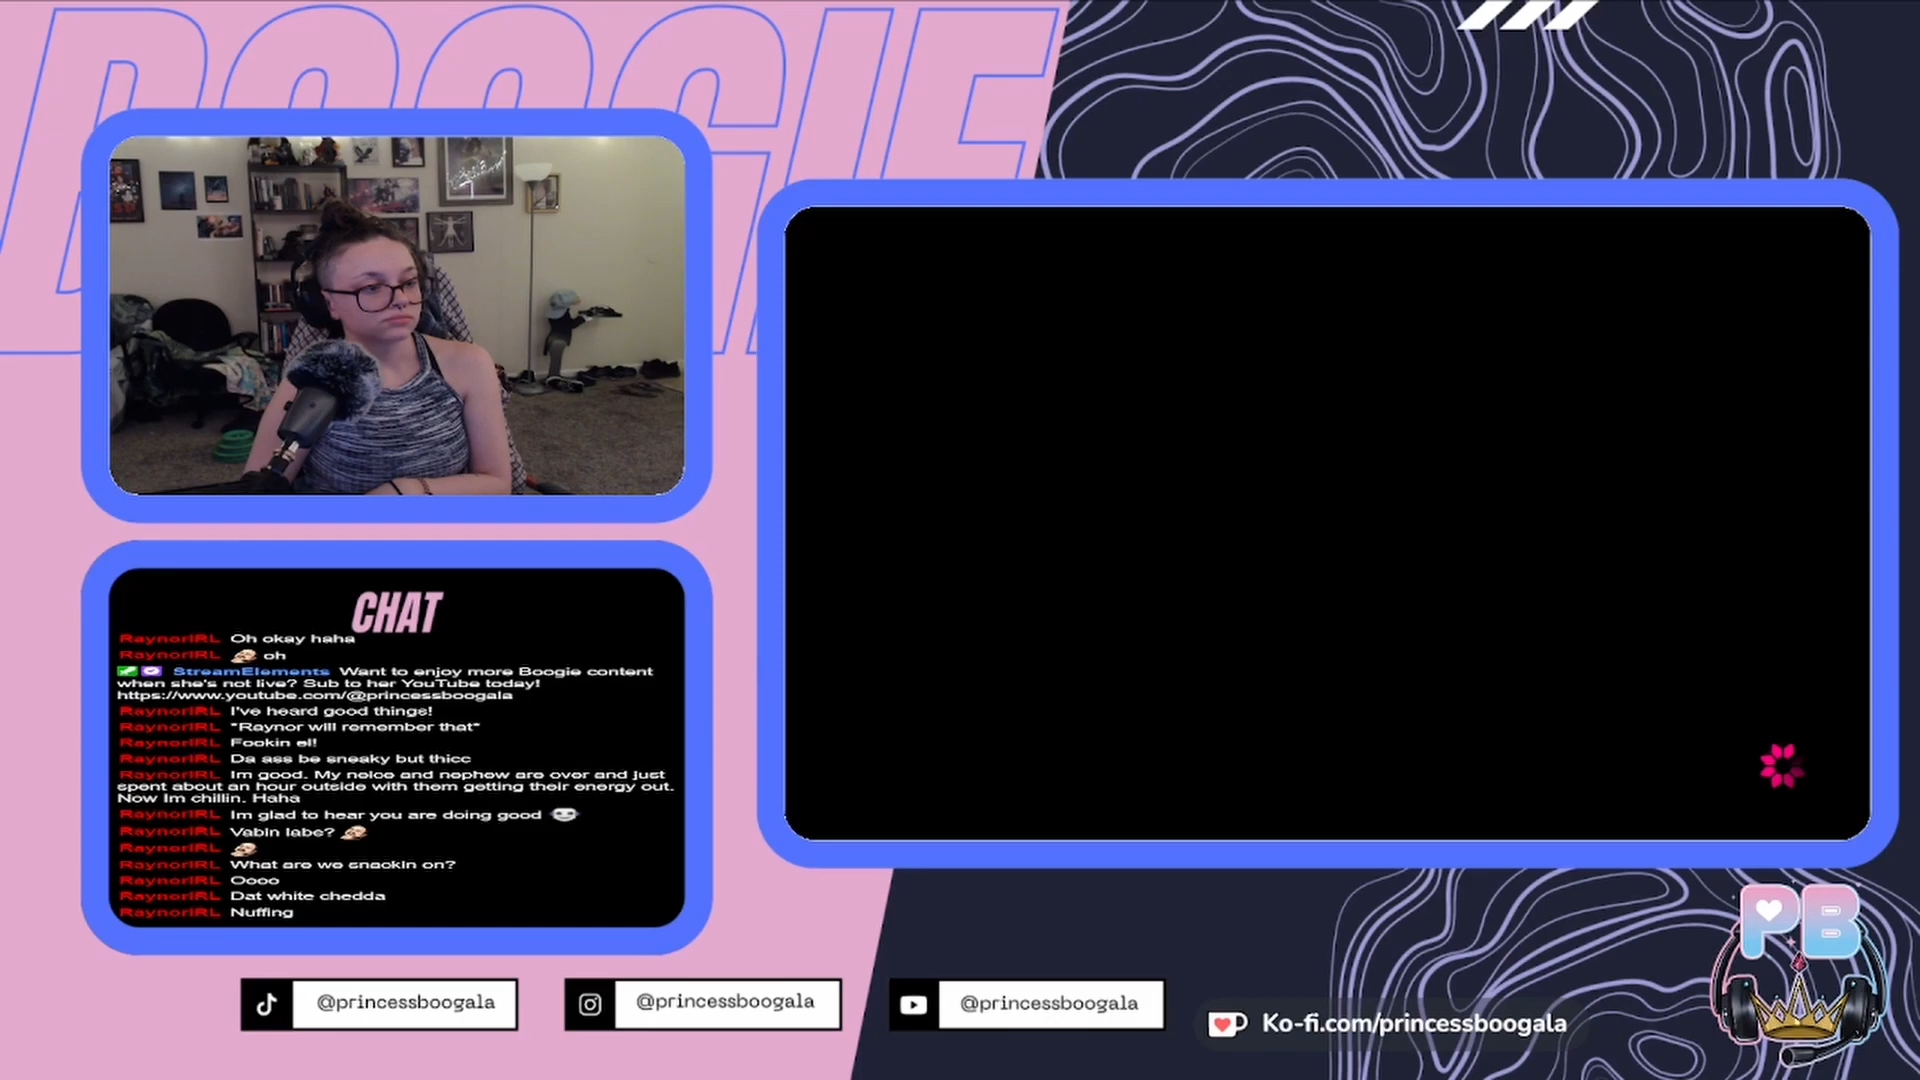 BOOGIE
CHAT
RaynorIRL Oh okay haha
RaynorIRL oh
StreamElements Want to enjoy more Boogie content
when she's not live? Sub to her YouTube today!
https://www.youtube.com/@princessboogala
RaynorIRL I've heard good things!
RaynorIRL "Raynor will remember that"
RaynorIRL Fookin el!
RaynorIRL Da ass be sneaky but thicc
RaynorIRL Im good. My neice and nephew are over and just
spent about an hour outside with them getting their energy out.
Now Im chillin. Haha
RaynorIRL Im glad to hear you are doing good
RaynorIRL Vabin labe?
RaynorIRL
RaynorIRL What are we snackin on?
RaynorIRL Oooo
RaynorIRL Dat white chedda
RaynorIRL Nuffing
@princessboogala
@princessboogala
@princessboogala
Ko-fi.com/princessboogala
PB